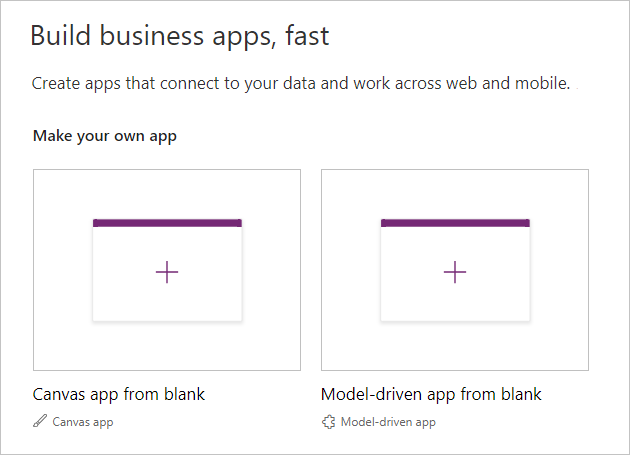 Build business apps, fast
Create apps that connect to your data and work across web and mobile.
Make your own app
Canvas app from blank
Canvas app
Model-driven app from blank
Model-driven app